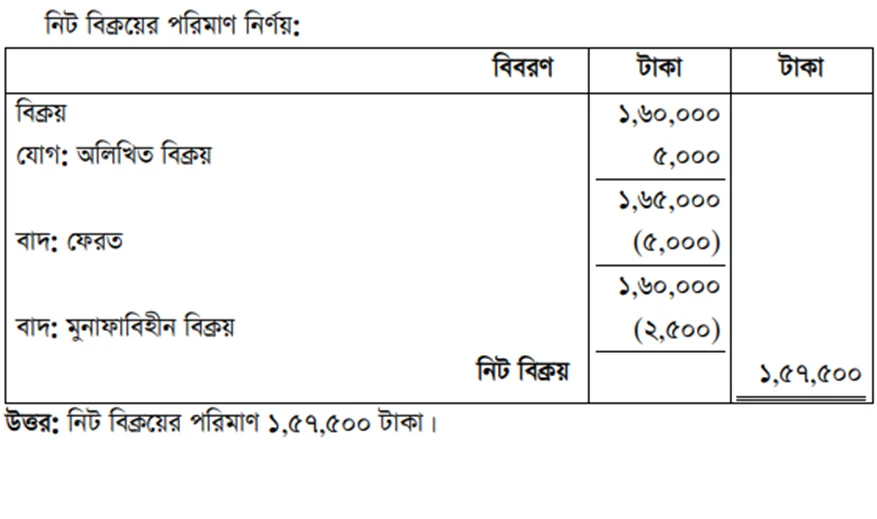 নিট বিক্রয়ের পরিমাণ নির্ণয়:
বিবরণ টাকা টাকা
বিক্রয় ১,৬০,০০০
যোগ: অলিখিত বিক্রয় ৫,০০০
১,৬৫,০০০
বাদ: ফেরত (৫,০০০)
১,৬০,০০০
বাদ: মুনাফাবিহীন বিক্রয় (২,৫০০)
নিট বিক্রয় ১,৫৭,৫০০
উত্তর: নিট বিক্রয়ের পরিমাণ ১,৫৭,৫০০ টাকা।